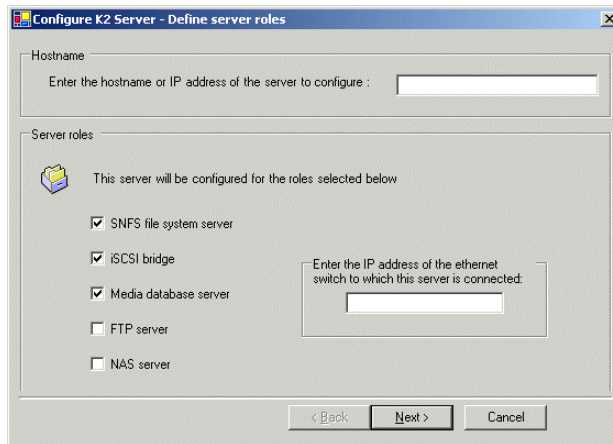 Configure K2 Server - Define server roles
Hostname
Enter the hostname or IP address of the server to configure :
Server roles
This server will be configured for the roles selected below
SNFS file system server
iSCSI bridge
Media database server
FTP server
NAS server
Enter the IP address of the ethernet
switch to which this server is connected:
< Back
Next >
Cancel